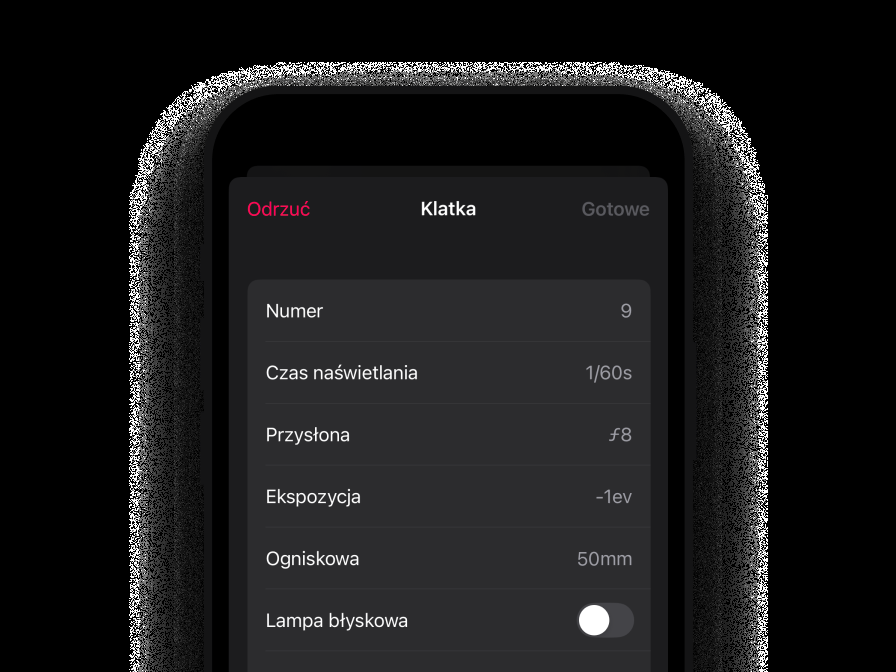 Odrzuć Klatka Gotowe
Numer 9
Czas naświetlania 1/60s
Przysłona ƒ8
Ekspozycja -1ev
Ogniskowa 50mm
Lampa błyskowa